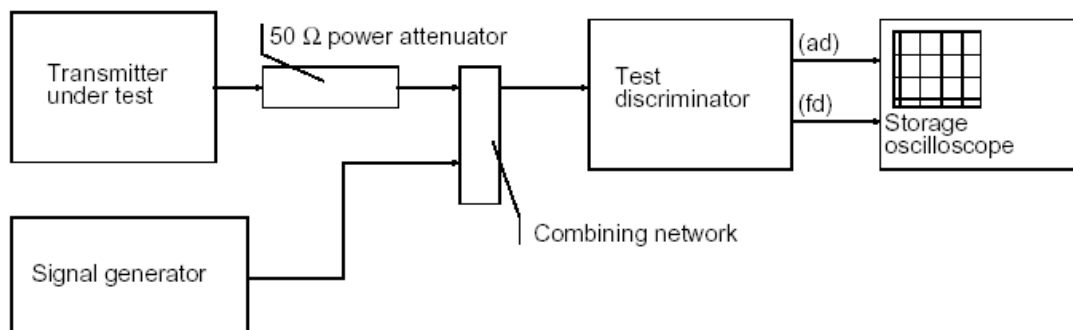 50 Ω power attenuator
Transmitter
under test
Test
discriminator
(ad)
(fd)
Storage
oscilloscope
Combining network
Signal generator